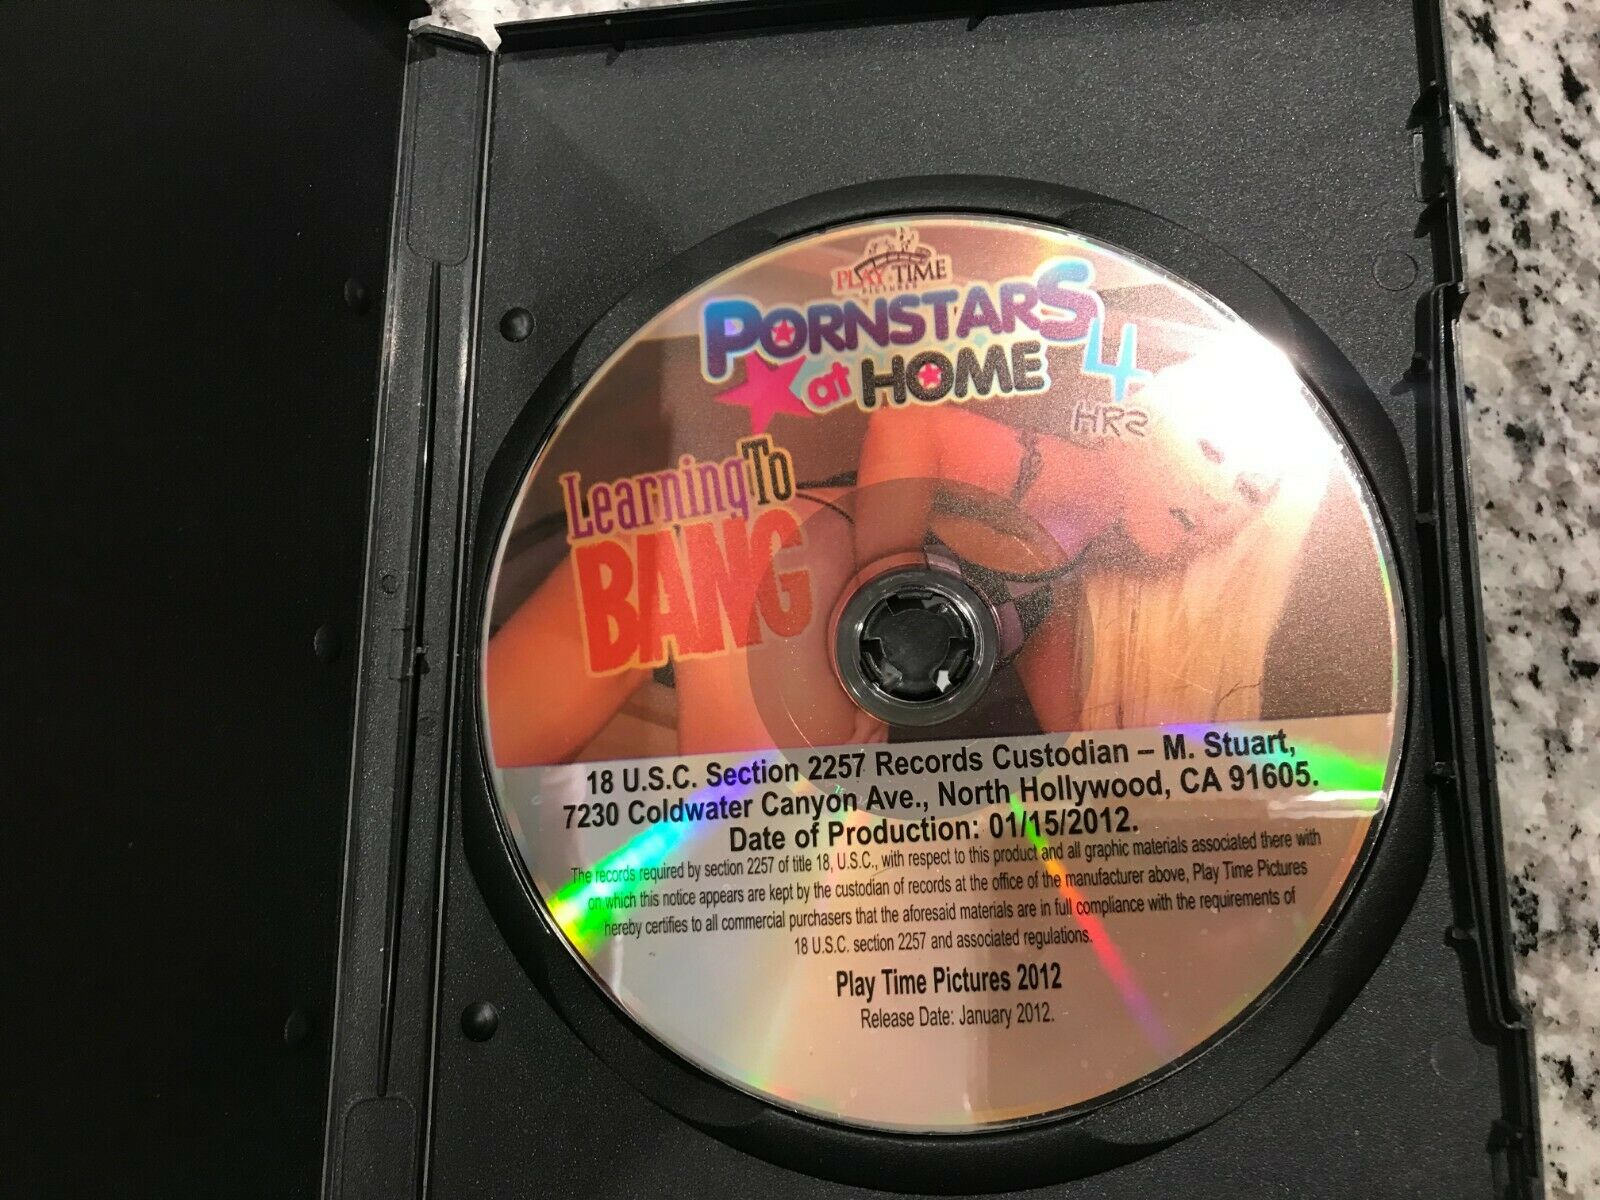 PLAY TIME
PICTURES
PORNSTARS
at HOME
4
HRS
Learning To
BANG
18 U.S.C. Section 2257 Records Custodian – M. Stuart,
7230 Coldwater Canyon Ave., North Hollywood, CA 91605.
Date of Production: 01/15/2012.
The records required by section 2257 of title 18, U.S.C., with respect to this product and all graphic materials associated there with
on which this notice appears are kept by the custodian of records at the office of the manufacturer above, Play Time Pictures
hereby certifies to all commercial purchasers that the aforesaid materials are in full compliance with the requirements of
18 U.S.C. section 2257 and associated regulations.
Play Time Pictures 2012
Release Date: January 2012.